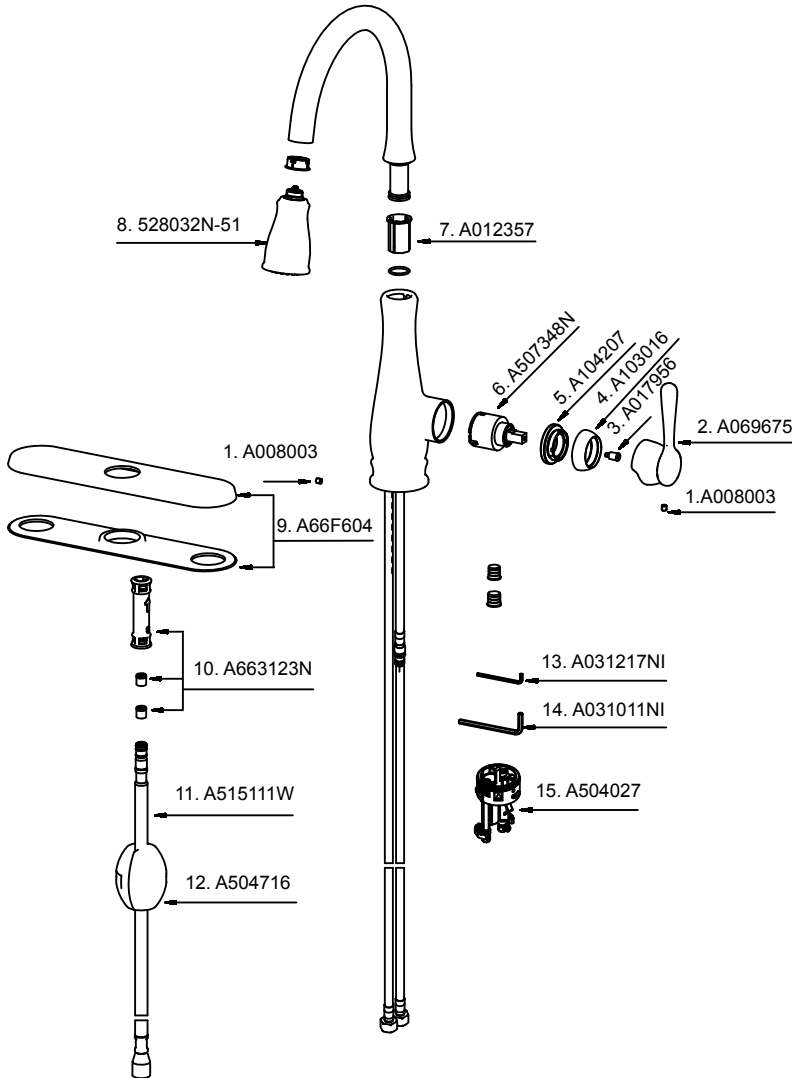 8. 528032N-51
7. A012357
6. A507348N
5. A104207
4. A103016
3. A017956
2. A069675
1. A008003
1.A008003
9. A66F604
10. A663123N
13. A031217NI
14. A031011NI
11. A515111W
15. A504027
12. A504716